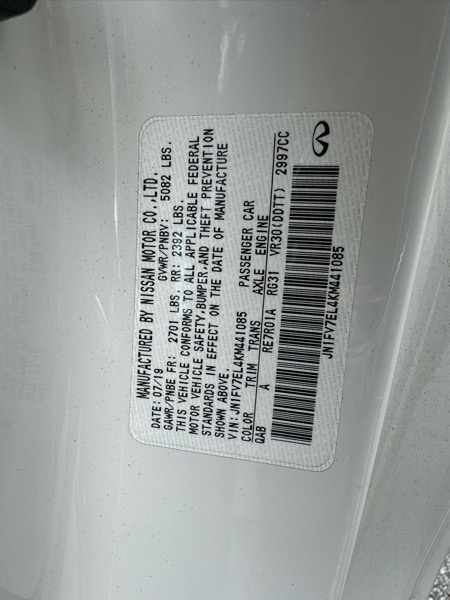 MANUFACTURED BY NISSAN MOTOR CO.,LTD.
DATE: 07/19 GVWR/PNBV: 5082 LBS.
GAWR/PNBE FR: 2701 LBS. RR: 2392 LBS.
THIS VEHICLE CONFORMS TO ALL APPLICABLE FEDERAL
MOTOR VEHICLE SAFETY,BUMPER,AND THEFT PREVENTION
STANDARDS IN EFFECT ON THE DATE OF MANUFACTURE
SHOWN ABOVE.
VIN:JN1FV7EL4KM441085 PASSENGER CAR
COLOR TRIM TRANS AXLE ENGINE
QAB A RE7R01A RG31 VR30(DDTT) 2997CC
JN1FV7EL4KM441085